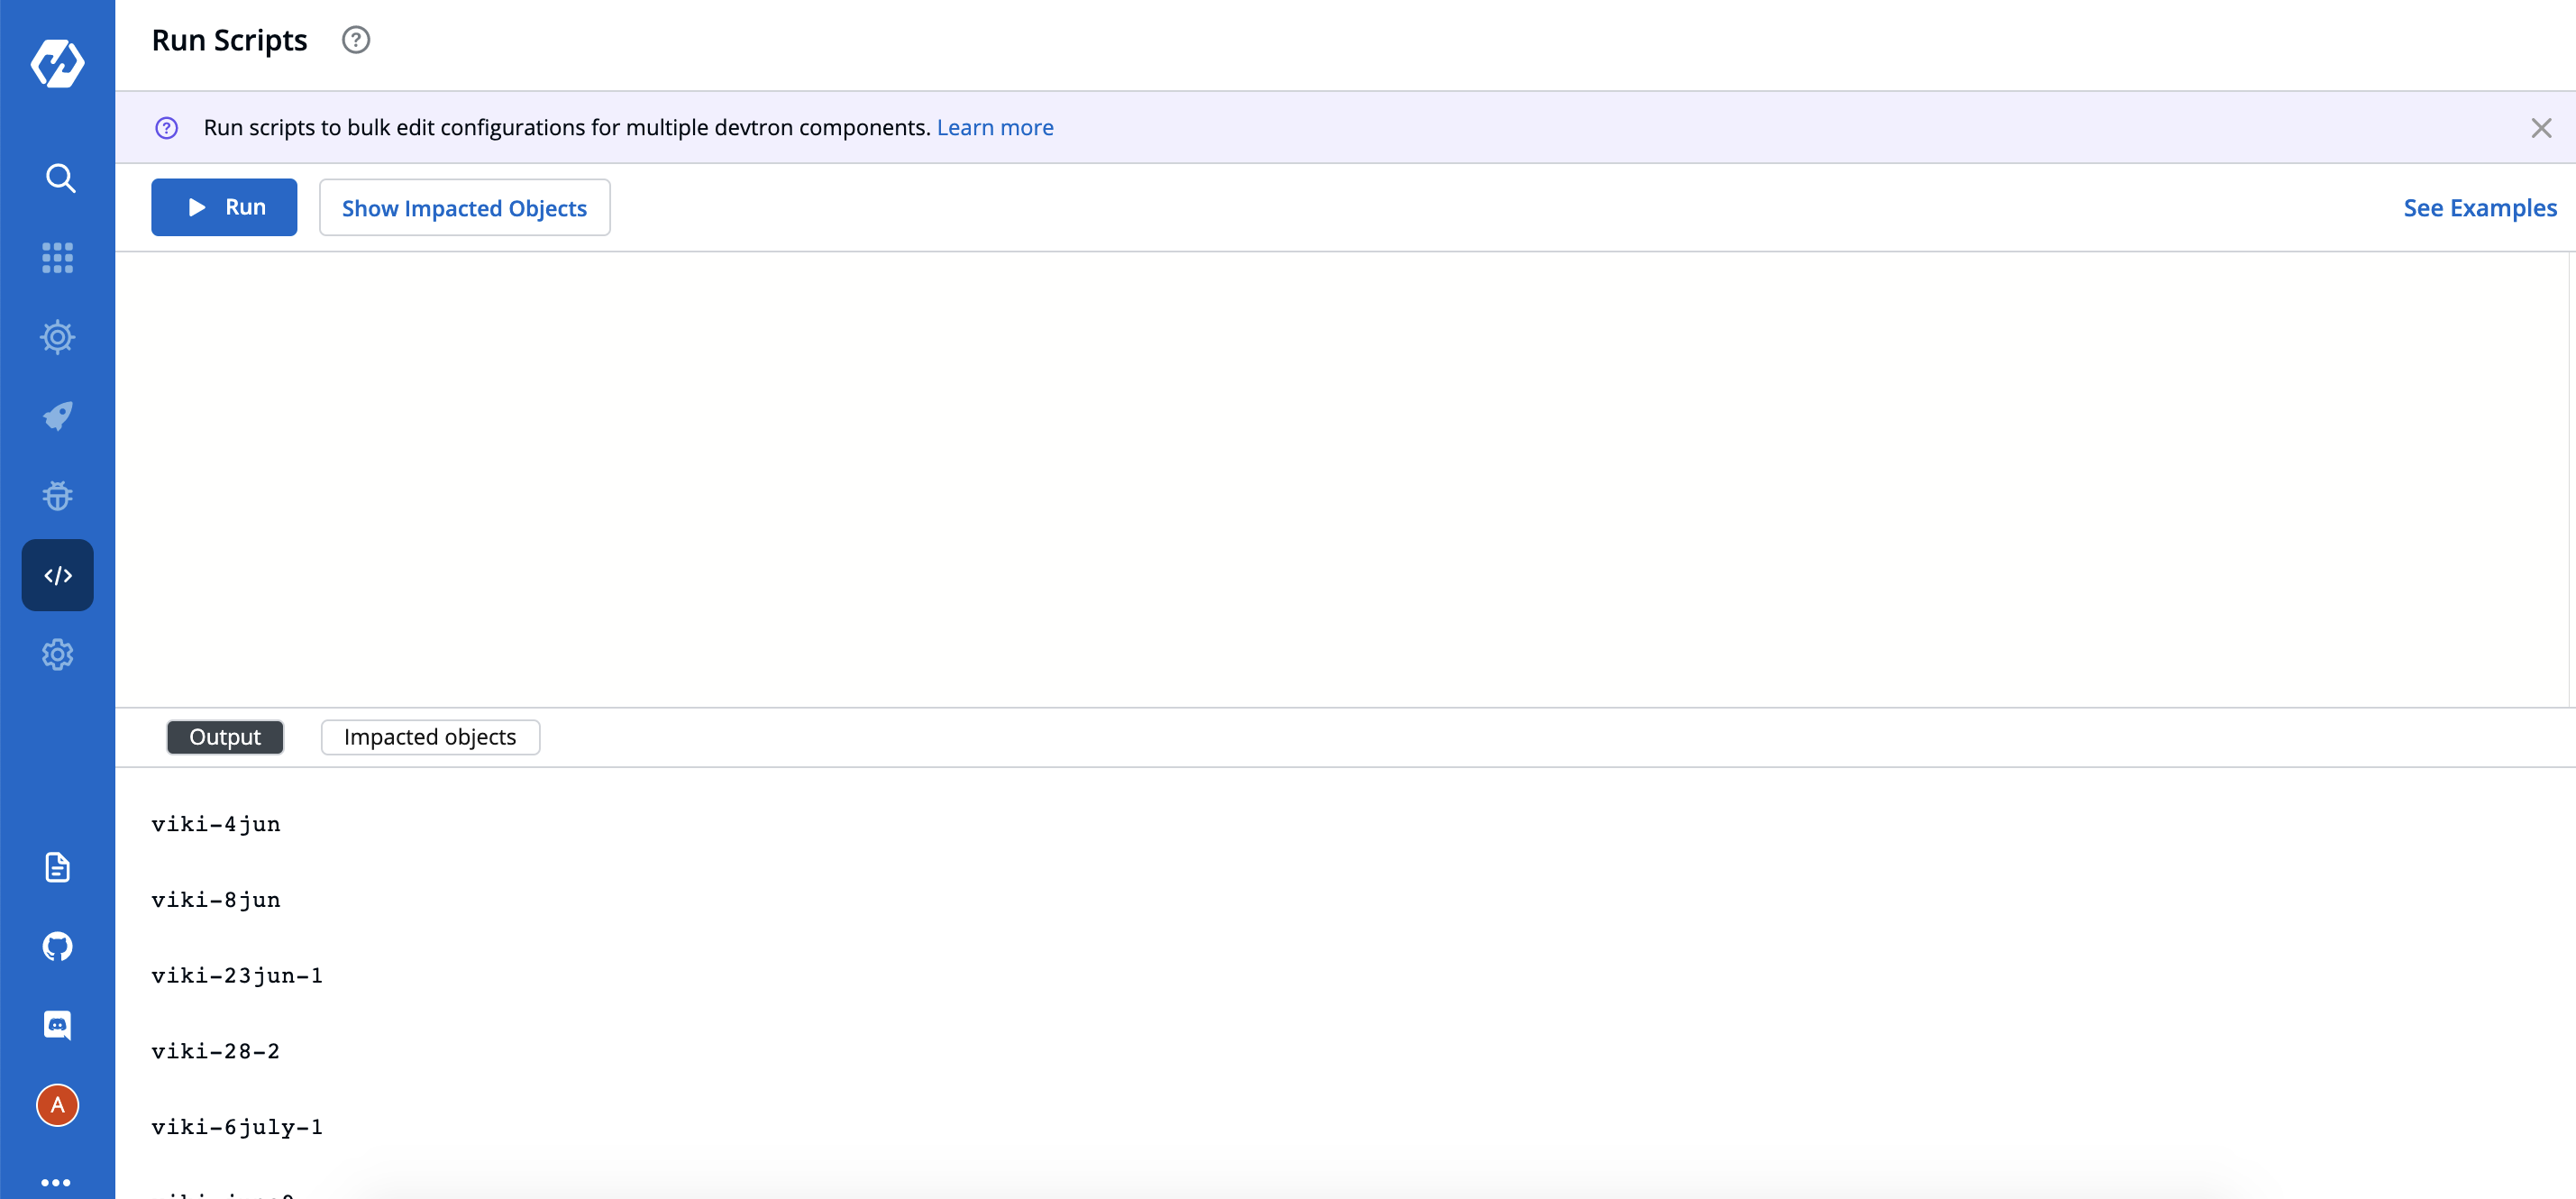 Run Scripts
Run scripts to bulk edit configurations for multiple devtron components. Learn more
Run
Show Impacted Objects
See Examples
Output
Impacted objects
viki-4jun
viki-8jun
viki-23jun-1
viki-28-2
viki-6july-1
A